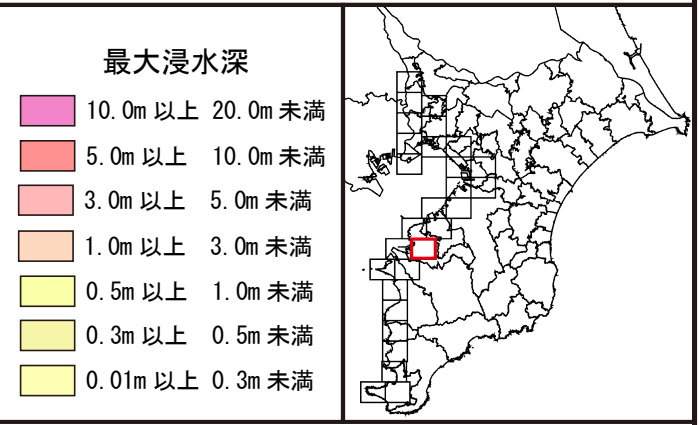 最大浸水深
10.0m 以上 20.0m 未満
5.0m 以上 10.0m 未満
3.0m 以上 5.0m 未満
1.0m 以上 3.0m 未満
0.5m 以上 1.0m 未満
0.3m 以上 0.5m 未満
0.01m 以上 0.3m 未満